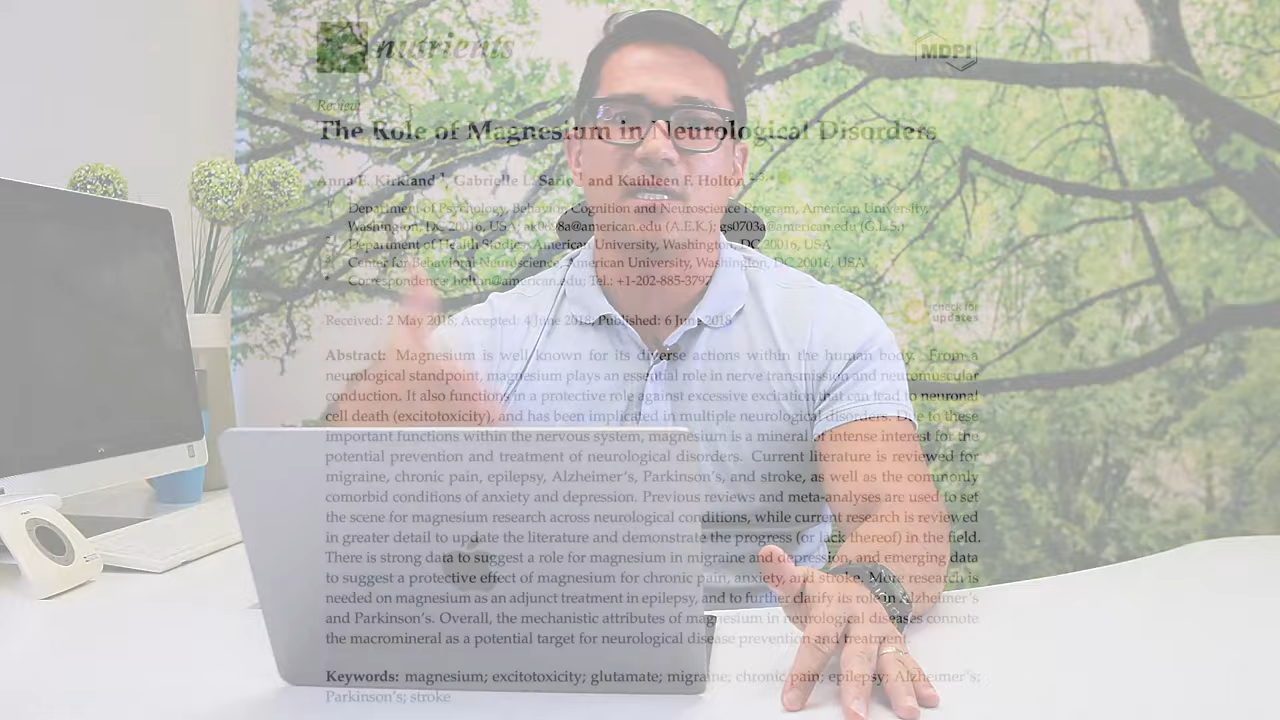 nutrients
MDPI
Review
The Role of Magnesium in Neurological Disorders
Anna E. Kirkland 1, Gabrielle L. Sarlo and Kathleen F. Holton
Department of Psychology, Behavior, Cognition and Neuroscience Program, American University,
Washington, DC 20016, USA; (A.E.K.); gs0703a@american.edu (G.L.S.)
Department of Health Studies, American University, Washington, DC 20016, USA
Center for Behavioral Neuroscience, American University, Washington, DC 20016, USA
* Correspondence: holton@american.edu; Tel.: +1-202-885-3797
check for
updates
Received: 2 May 2018; Accepted: 4 June 2018; Published: 6 June 2018
Abstract: Magnesium is well known for its diverse actions within the human body. From a
neurological standpoint, magnesium plays an essential role in nerve transmission and neuromuscular
conduction. It also functions in a protective role against excessive excitation that can lead to neuronal
cell death (excitotoxicity), and has been implicated in multiple neurological disorders. Due to these
important functions within the nervous system, magnesium is a mineral of intense interest for the
potential prevention and treatment of neurological disorders. Current literature is reviewed for
migraine, chronic pain, epilepsy, Alzheimer's, Parkinson's, and stroke, as well as the commonly
comorbid conditions of anxiety and depression. Previous reviews and meta-analyses are used to set
the scene for magnesium research across neurological conditions, while current research is reviewed
in greater detail to update the literature and demonstrate the progress (or lack thereof) in the field.
There is strong data to suggest a role for magnesium in migraine and depression, and emerging data
to suggest a protective effect of magnesium for chronic pain, anxiety, and stroke. More research is
needed on magnesium as an adjunct treatment in epilepsy, and to further clarify its role in Alzheimer's
and Parkinson's. Overall, the mechanistic attributes of magnesium in neurological diseases connote
the macromineral as a potential target for neurological disease prevention and treatment.
Keywords: magnesium; excitotoxicity; glutamate; migraine; chronic pain; epilepsy; Alzheimer's;
Parkinson's; stroke